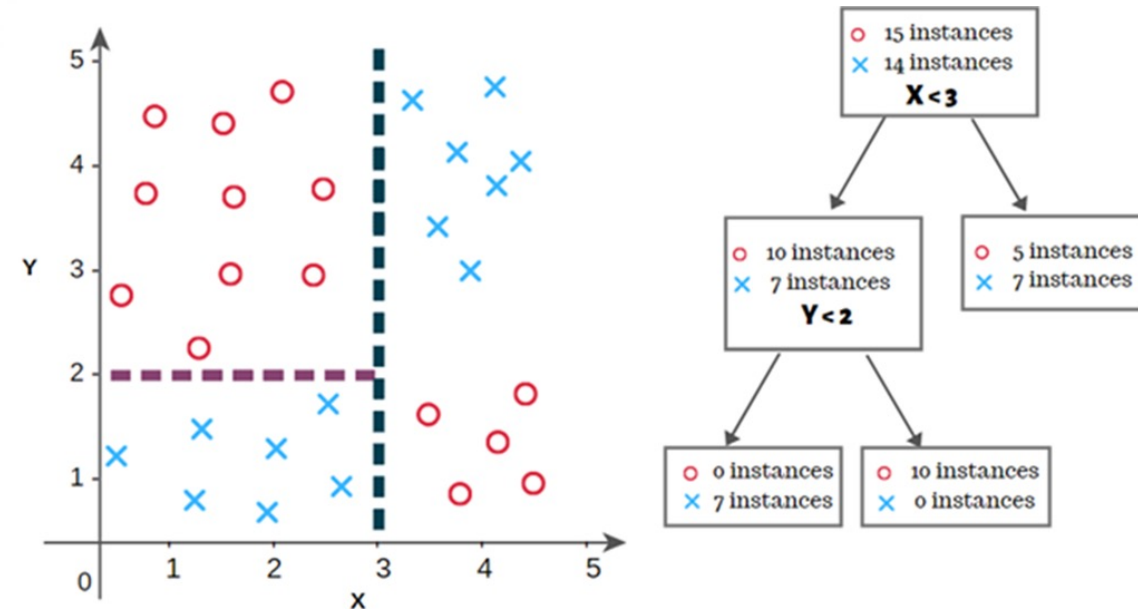 5
4
3
2
1
0
1
2
3
4
5
Y
X
15 instances
14 instances
X < 3
10 instances
7 instances
Y < 2
5 instances
7 instances
0 instances
7 instances
10 instances
0 instances